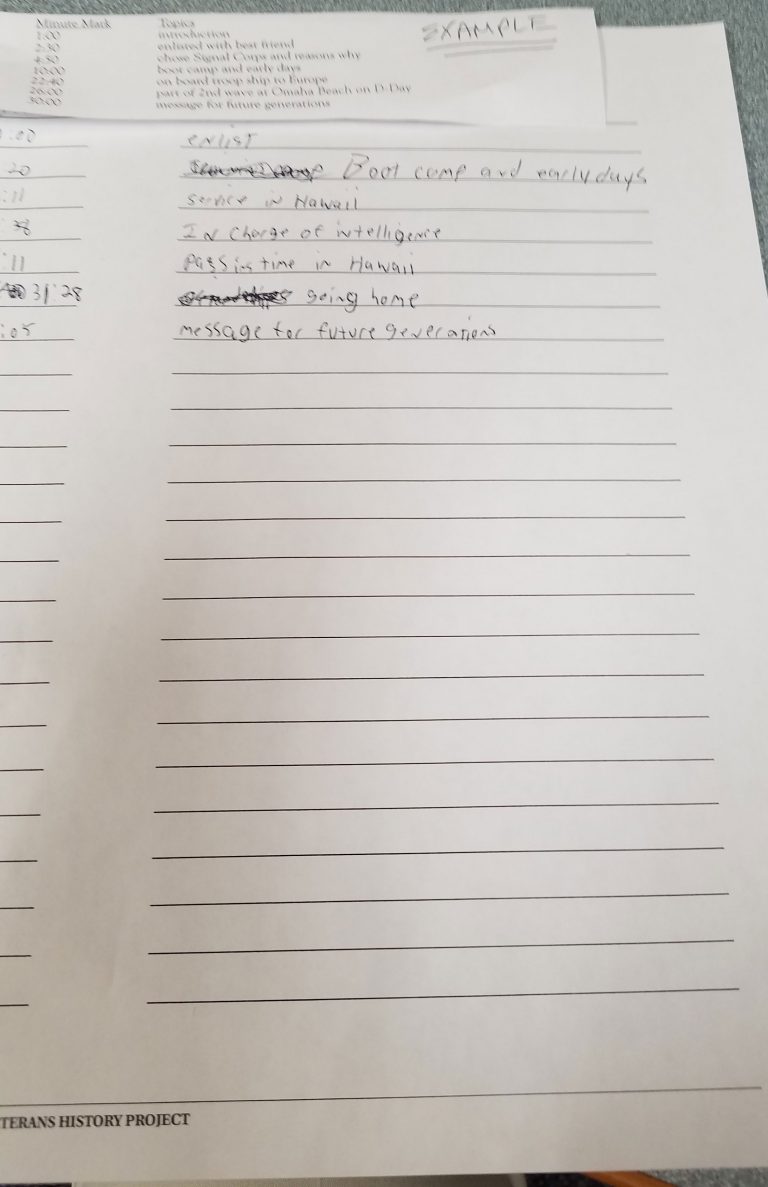 Minute Mark Topics EXAMPLE
1:00 introduction
2:30 enlisted with best friend
4:50 chose Signal Corps and reasons why
10:00 boot camp and early days
22:40 on board troop ship to Europe
26:00 part of 2nd wave at Omaha Beach on D-Day
30:00 message for future generations
:00 enlist
20 Boot camp and early days
:11 service in Hawaii
38 In charge of intelligence
:11 passing time in Hawaii
31:28 going home
:05 message for future generations
TERANS HISTORY PROJECT